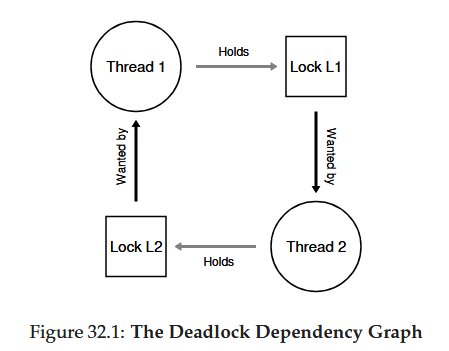 Holds
Thread 1
Lock L1
Wanted by
Wanted by
Lock L2
Thread 2
Holds
Figure 32.1: The Deadlock Dependency Graph